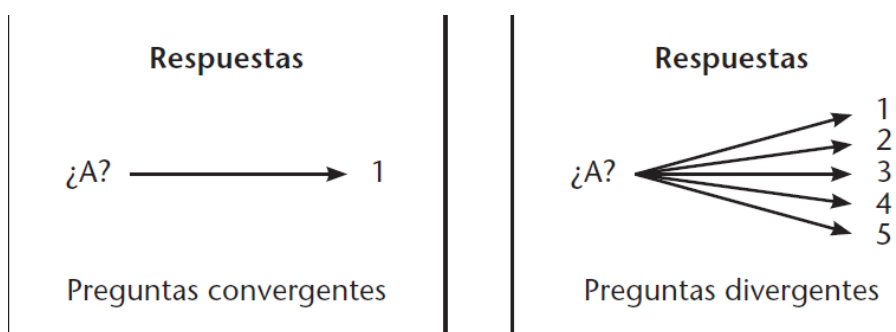 Respuestas
¿A?
1
Preguntas convergentes
Respuestas
¿A?
1
2
3
4
5
Preguntas divergentes